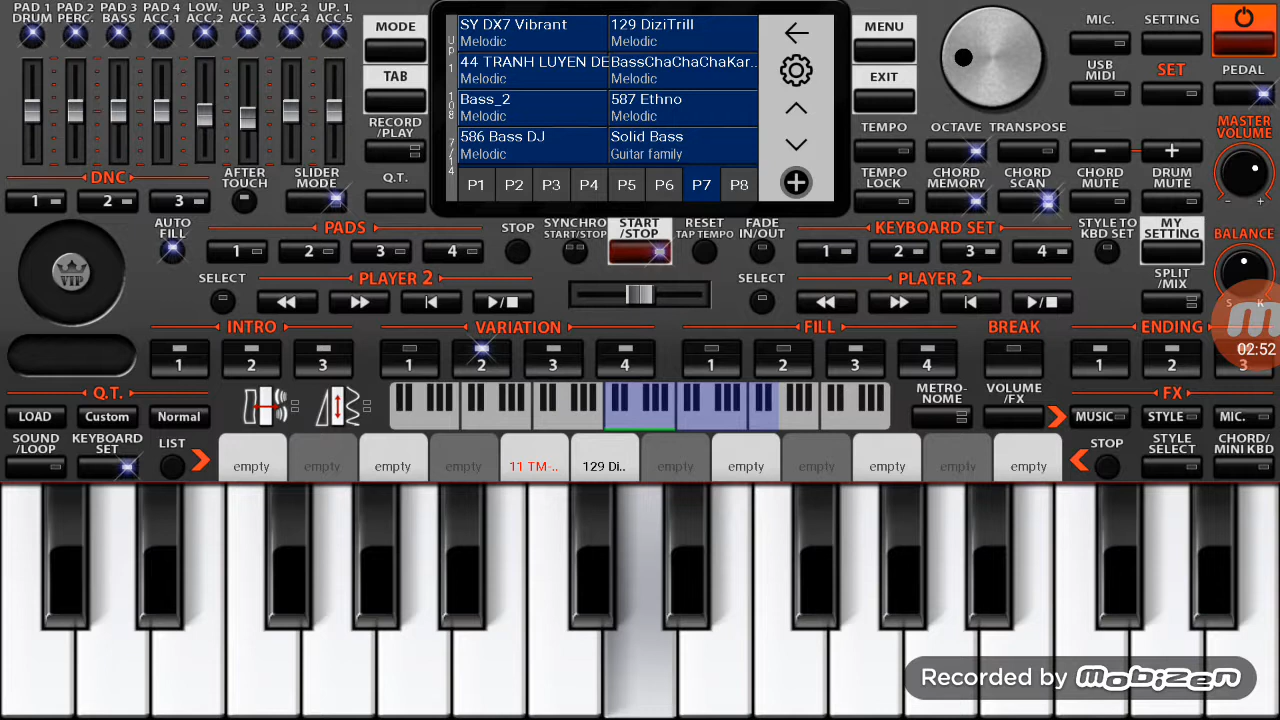 PAD 1 PAD 2 PAD 3 PAD 4 LOW. UP. 3 UP. 2 UP. 1
DRUM PERC. BASS ACC.1 ACC.2 ACC.3 ACC.4 ACC.5
MODE
TAB
RECORD
/PLAY
Q.T.
SY DX7 Vibrant
Melodic
129 DiziTrill
Melodic
44 TRANH LUYEN DE
Melodic
BassChaChaChaKar..
Melodic
Bass_2
Melodic
587 Ethno
Melodic
586 Bass DJ
Melodic
Solid Bass
Guitar family
P1 P2 P3 P4 P5 P6 P7 P8
MENU
EXIT
TEMPO OCTAVE TRANSPOSE - +
TEMPO
LOCK
CHORD
MEMORY
CHORD
SCAN
CHORD
MUTE
DRUM
MUTE
MIC. SETTING
USB
MIDI
SET
PEDAL
MASTER
VOLUME
- +
DNC
1 2 3
AFTER
TOUCH
SLIDER
MODE
VIP
AUTO
FILL
PADS
1 2 3 4
STOP
SYNCHRO
START/STOP
START
/STOP
RESET
TAP TEMPO
FADE
IN/OUT
KEYBOARD SET
1 2 3 4
STYLE TO
KBD SET
MY
SETTING
BALANCE
S K
SELECT PLAYER 2
SELECT PLAYER 2
SPLIT
/MIX
02:52
INTRO
1 2 3
VARIATION
1 2 3 4
FILL
1 2 3 4
BREAK
ENDING
1 2 3
Q.T.
LOAD Custom Normal
METRO-
NOME
VOLUME
/FX
FX
MUSIC STYLE MIC.
SOUND
/LOOP
KEYBOARD
SET
LIST
empty empty empty empty 11 TM-.. 129 Di.. empty empty empty empty empty empty
STOP
STYLE
SELECT
CHORD/
MINI KBD
Recorded by mobizen